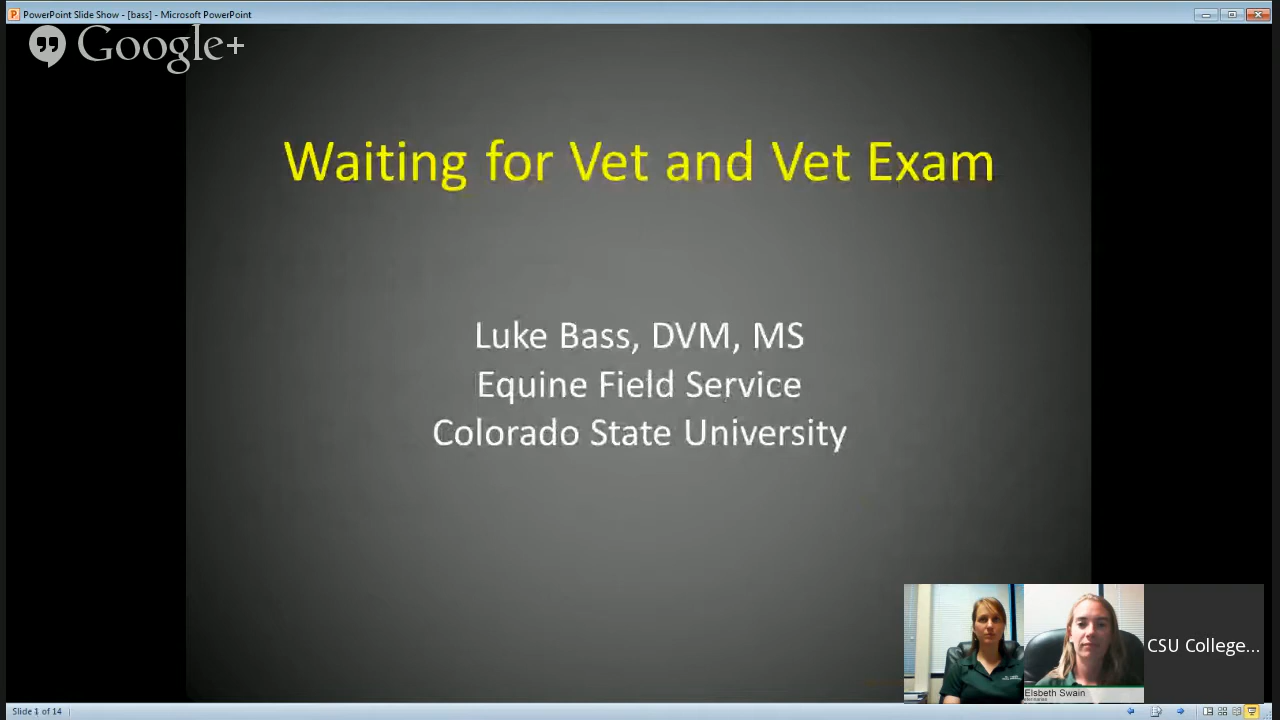 PowerPoint Slide Show - [bass] - Microsoft PowerPoint
Google+
Waiting for Vet and Vet Exam
Luke Bass, DVM, MS
Equine Field Service
Colorado State University
CSU College...
Elsbeth Swain
Slide 1 of 14